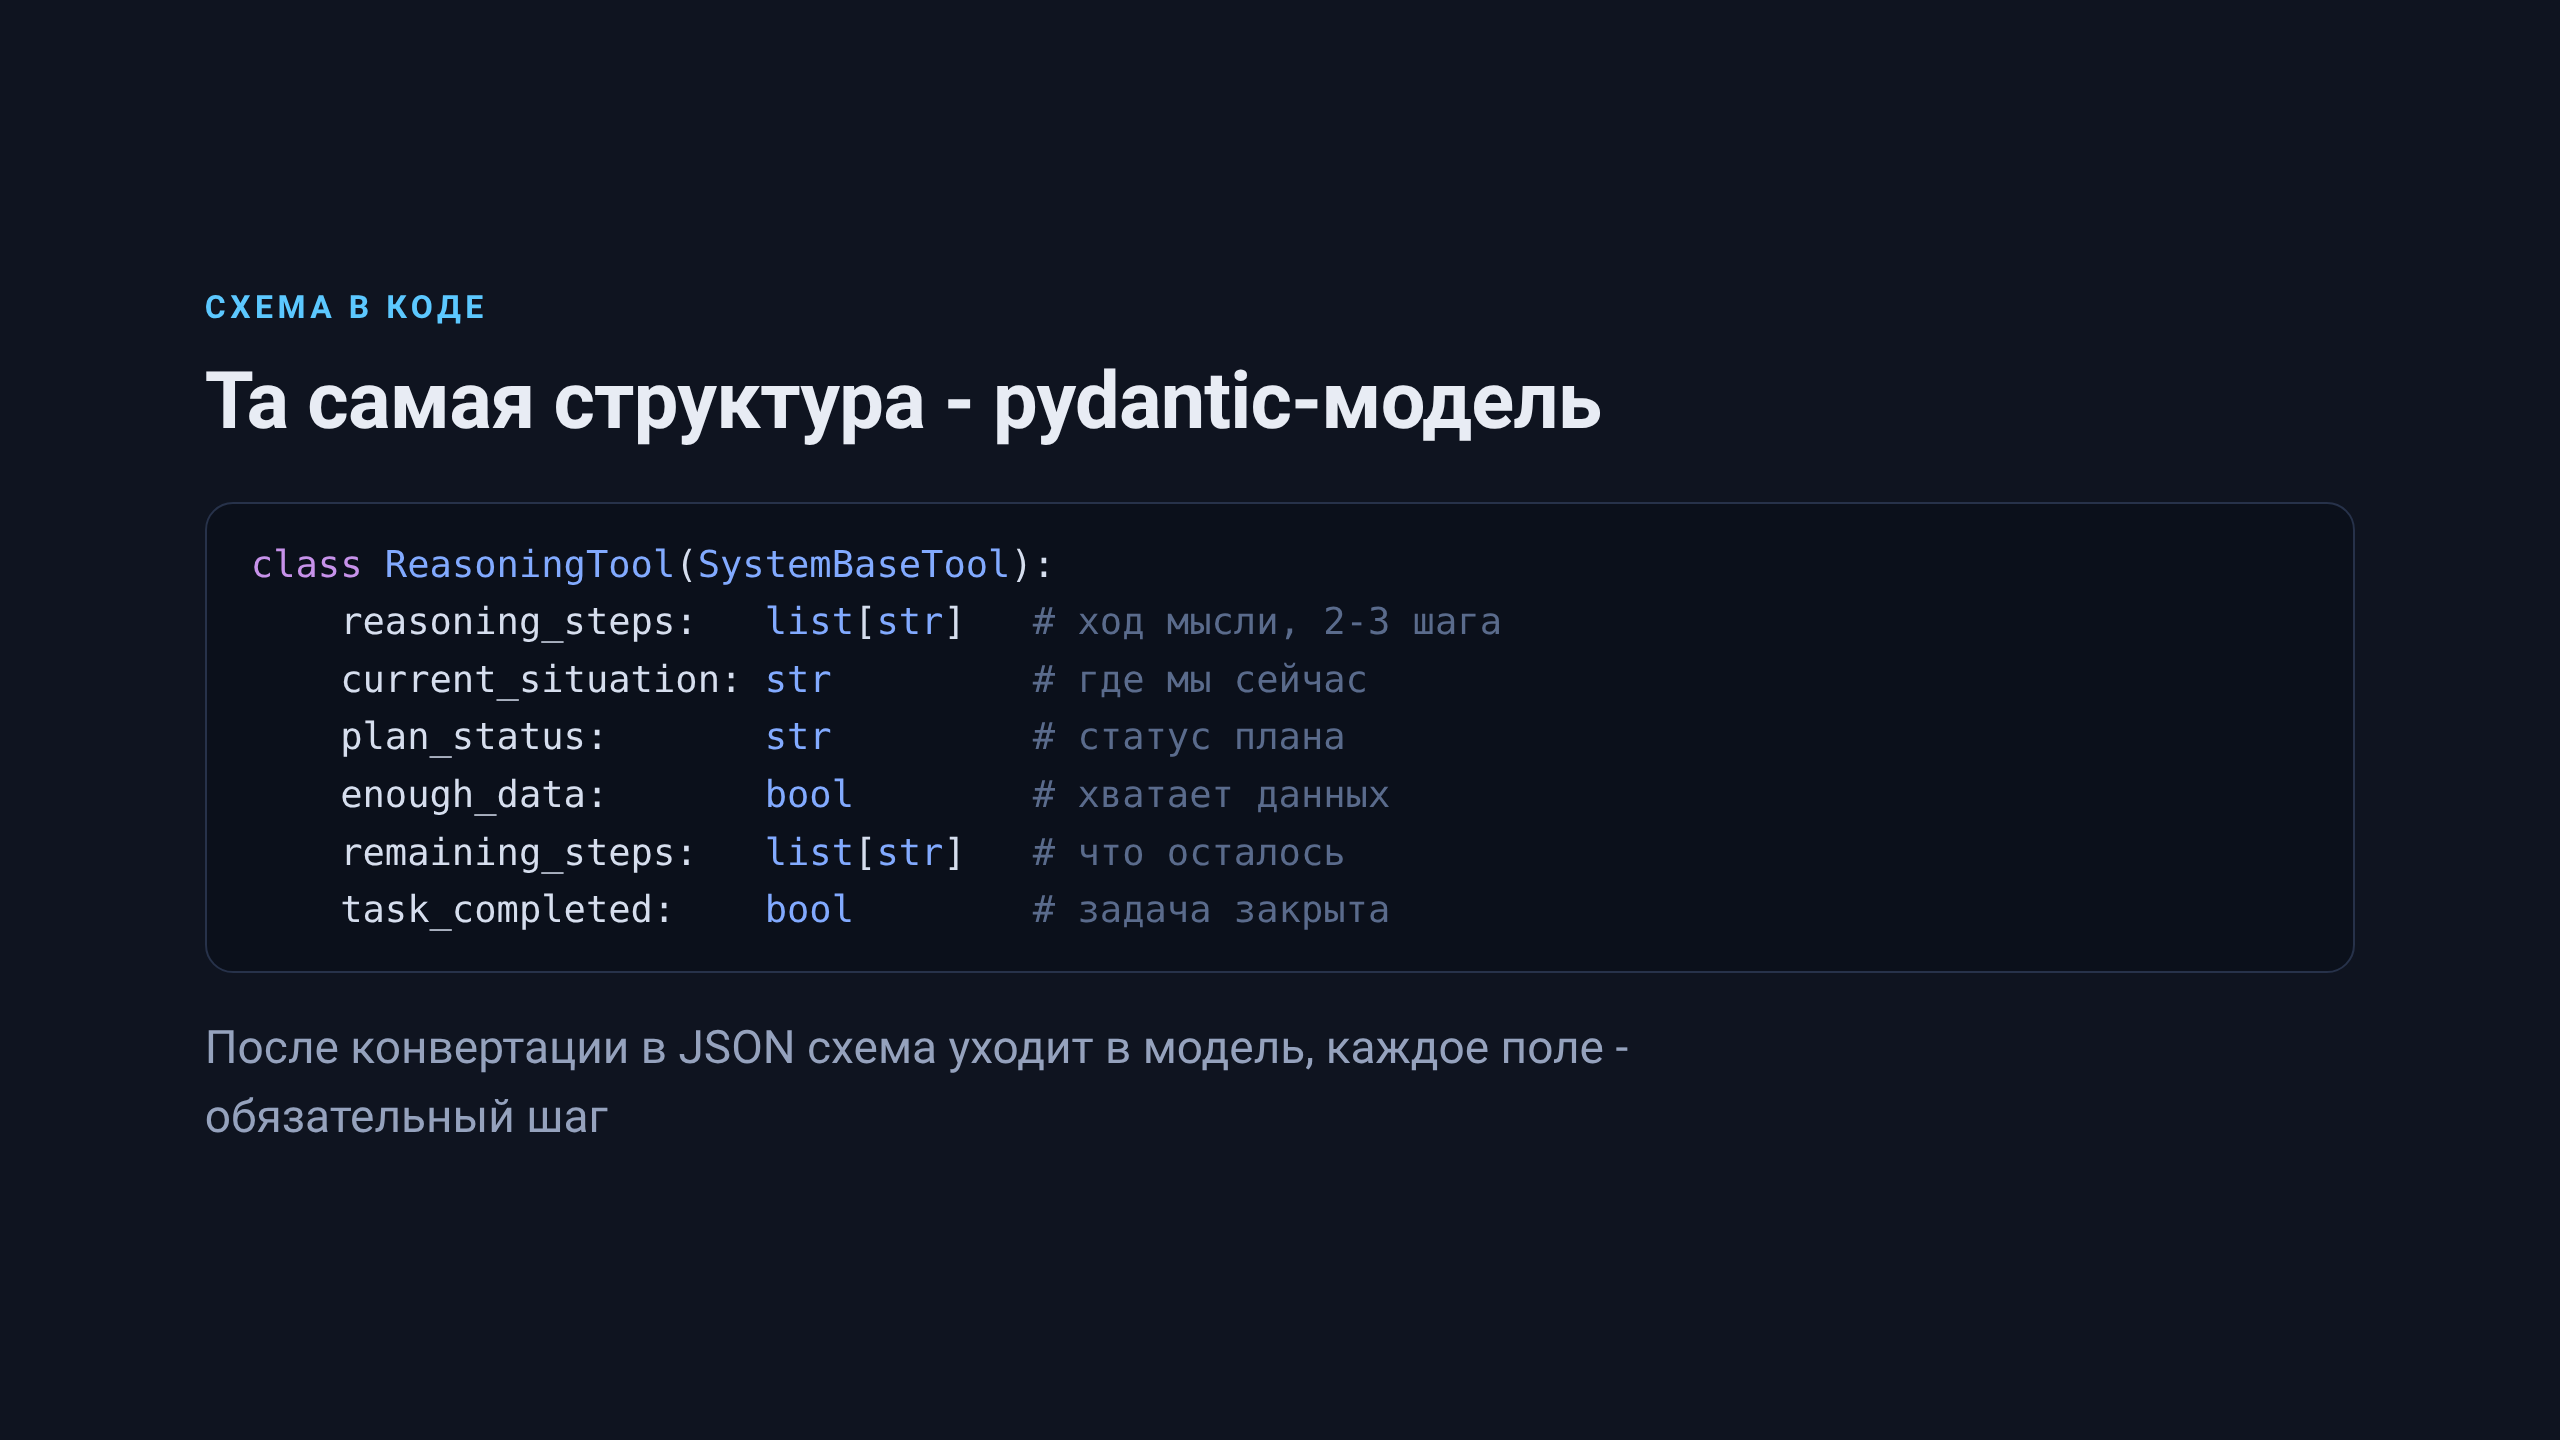 СХЕМА В КОДЕ
Та самая структура - pydantic-модель
class ReasoningTool(SystemBaseTool):
    reasoning_steps:   list[str]   # ход мысли, 2-3 шага
    current_situation: str         # где мы сейчас
    plan_status:       str         # статус плана
    enough_data:       bool        # хватает данных
    remaining_steps:   list[str]   # что осталось
    task_completed:    bool        # задача закрыта
После конвертации в JSON схема уходит в модель, каждое поле -
обязательный шаг